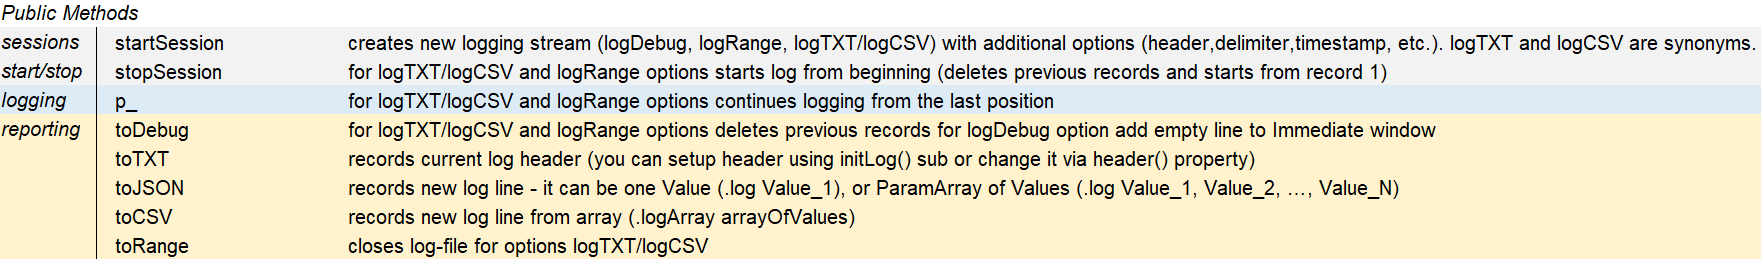 Public Methods
sessions startSession creates new logging stream (logDebug, logRange, logTXT/logCSV) with additional options (header,delimiter,timestamp, etc.). logTXT and logCSV are synonyms.
start/stop stopSession for logTXT/logCSV and logRange options starts log from beginning (deletes previous records and starts from record 1)
logging p_ for logTXT/logCSV and logRange options continues logging from the last position
reporting toDebug for logTXT/logCSV and logRange options deletes previous records for logDebug option add empty line to Immediate window
toTXT records current log header (you can setup header using initLog() sub or change it via header() property)
toJSON records new log line - it can be one Value (.log Value_1), or ParamArray of Values (.log Value_1, Value_2, …, Value_N)
toCSV records new log line from array (.logArray arrayOfValues)
toRange closes log-file for options logTXT/logCSV